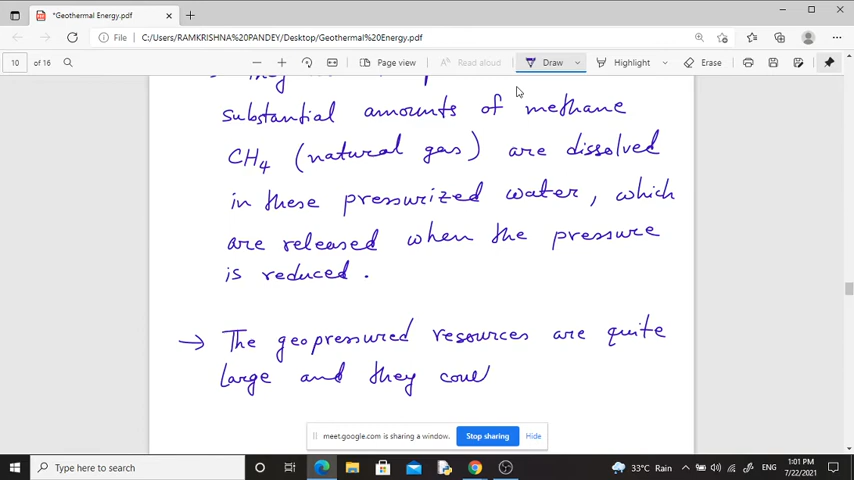 *Geothermal Energy.pdf
File C:/Users/RAMKRISHNA%20PANDEY/Desktop/Geothermal%20Energy.pdf
10 of 16 Page view Read aloud Draw Highlight Erase
substantial amounts of methane
CH4 (natural gas) are dissolved
in these pressurized water, which
are released when the pressure
is reduced.
→ The geopressured resources are quite
large and they coul
meet.google.com is sharing a window. Stop sharing Hide
Type here to search 33°C Rain ENG 1:01 PM
7/22/2021